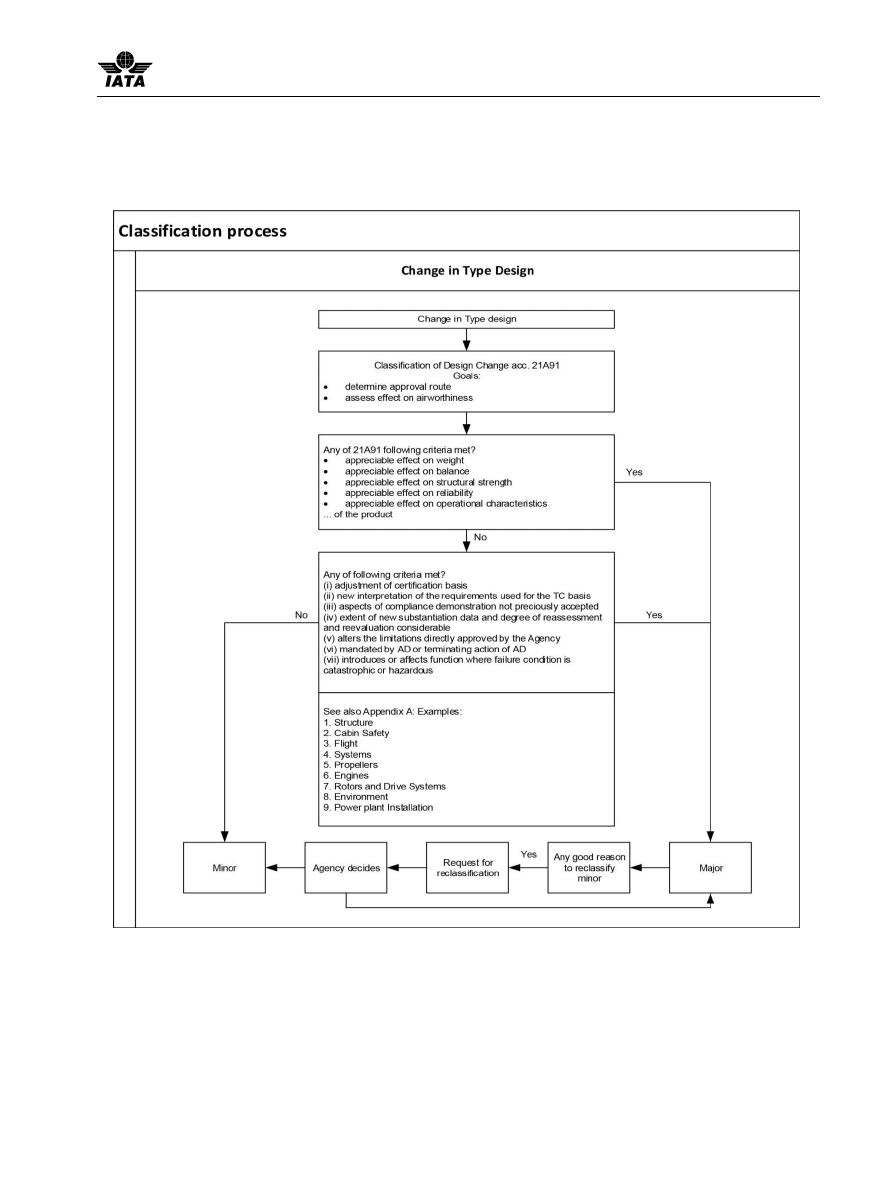 IATA
Classification process
Change in Type Design
Change in Type design
Classification of Design Change acc. 21A91
Goals:
• determine approval route
• assess effect on airworthiness
Any of 21A91 following criteria met?
• appreciable effect on weight
• appreciable effect on balance
• appreciable effect on structural strength
• appreciable effect on reliability
• appreciable effect on operational characteristics
... of the product
Yes
No
Any of following criteria met?
(i) adjustment of certification basis
(ii) new interpretation of the requirements used for the TC basis
(iii) aspects of compliance demonstration not preciously accepted
(iv) extent of new substantiation data and degree of reassessment
and reevaluation considerable
(v) alters the limitations directly approved by the Agency
(vi) mandated by AD or terminating action of AD
(vii) introduces or affects function where failure condition is
catastrophic or hazardous
No
Yes
See also Appendix A: Examples:
1. Structure
2. Cabin Safety
3. Flight
4. Systems
5. Propellers
6. Engines
7. Rotors and Drive Systems
8. Environment
9. Power plant Installation
Minor
Agency decides
Request for
reclassification
Yes
Any good reason
to reclassify
minor
Major